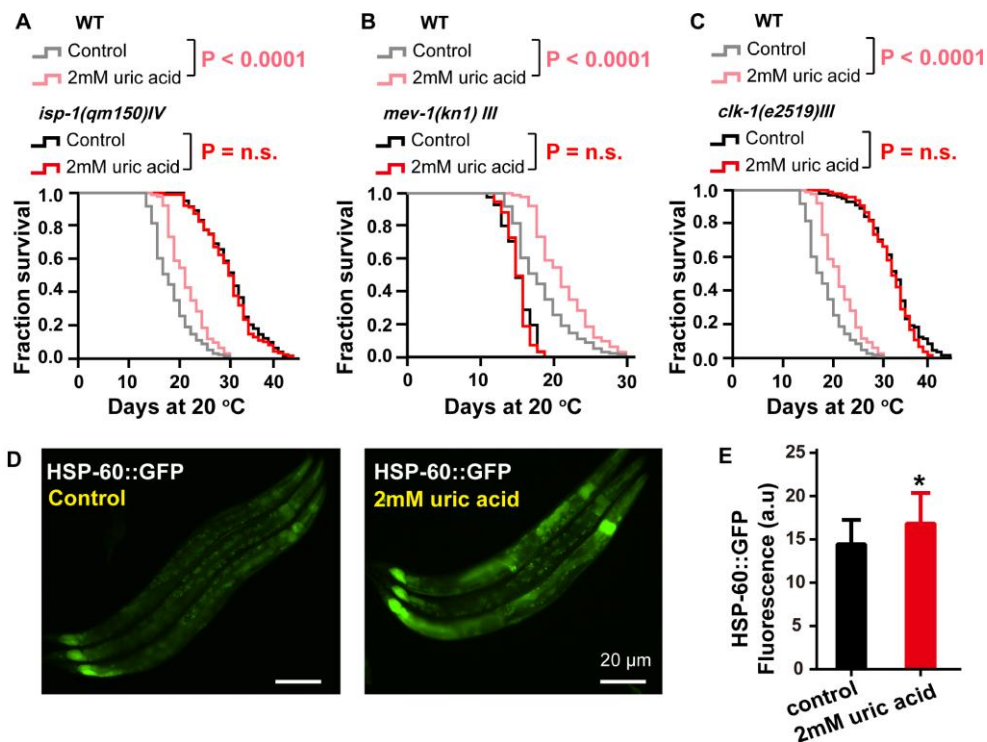 A
WT
Control
2mM uric acid
P < 0.0001
isp-1(qm150)IV
Control
2mM uric acid
P = n.s.
Fraction survival
1.0
0.8
0.6
0.4
0.2
0.0
0 10 20 30 40
Days at 20 °C
B
WT
Control
2mM uric acid
P < 0.0001
mev-1(kn1) III
Control
2mM uric acid
P = n.s.
Fraction survival
1.0
0.8
0.6
0.4
0.2
0.0
0 10 20 30
Days at 20 °C
C
WT
Control
2mM uric acid
P < 0.0001
clk-1(e2519)III
Control
2mM uric acid
P = n.s.
Fraction survival
1.0
0.8
0.6
0.4
0.2
0.0
0 10 20 30 40
Days at 20 °C
D
HSP-60::GFP
Control
HSP-60::GFP
2mM uric acid
20 µm
E
HSP-60::GFP
Fluorescence (a.u)
25
20
15
10
5
0
*
control
2mM uric acid